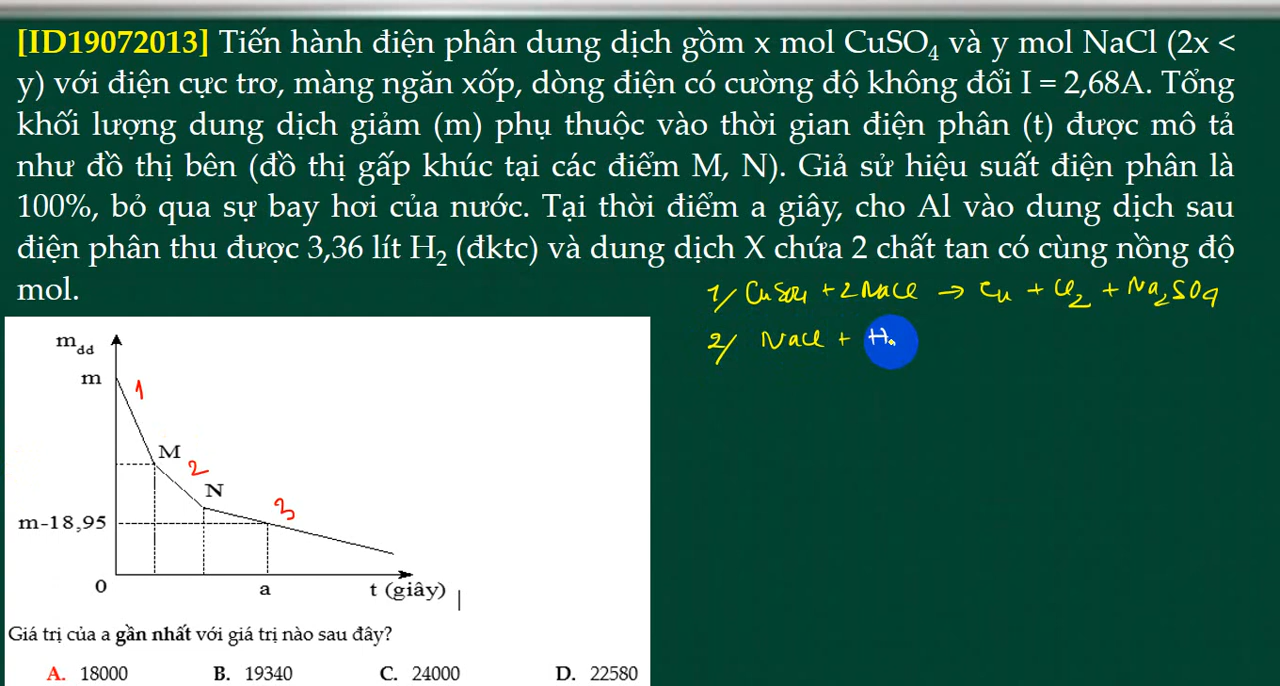 [ID19072013] Tiến hành điện phân dung dịch gồm x mol CuSO₄ và y mol NaCl (2x <
y) với điện cực trơ, màng ngăn xốp, dòng điện có cường độ không đổi I = 2,68A. Tổng
khối lượng dung dịch giảm (m) phụ thuộc vào thời gian điện phân (t) được mô tả
như đồ thị bên (đồ thị gấp khúc tại các điểm M, N). Giả sử hiệu suất điện phân là
100%, bỏ qua sự bay hơi của nước. Tại thời điểm a giây, cho Al vào dung dịch sau
điện phân thu được 3,36 lít H₂ (đktc) và dung dịch X chứa 2 chất tan có cùng nồng độ
mol.
1/ CuSO₄ + 2NaCl → Cu + Cl₂ + Na₂SO₄
2/ NaCl + H
m_dd
m
1
M
2
N
3
m-18,95
0
a
t (giây)
Giá trị của a gần nhất với giá trị nào sau đây?
A. 18000 B. 19340 C. 24000 D. 22580